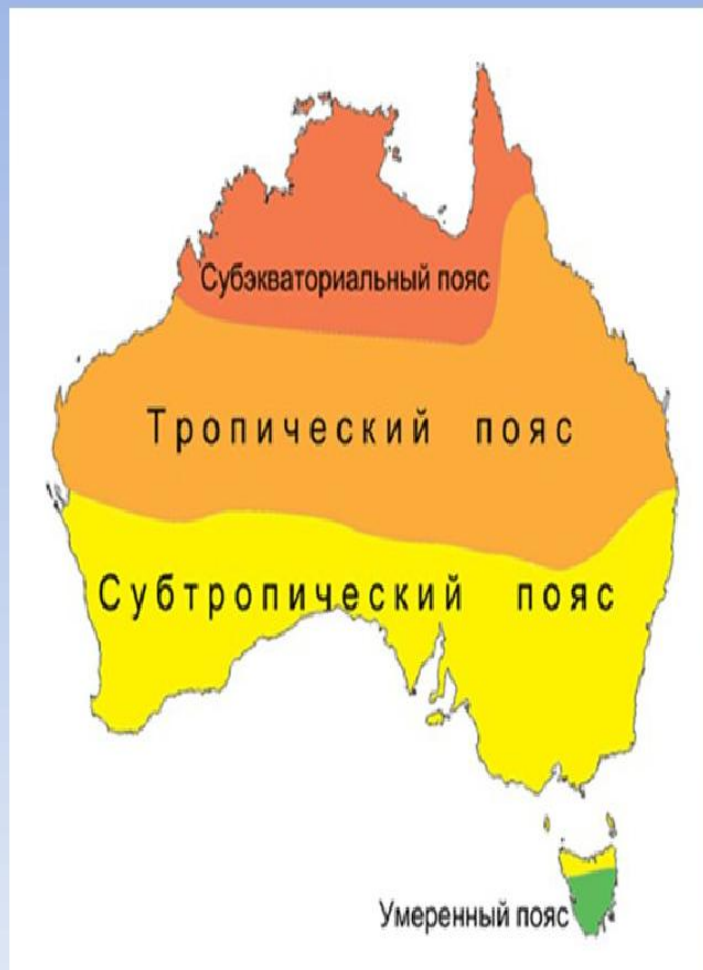 Субэкваториальный пояс
Тропический пояс
Субтропический пояс
Умеренный пояс